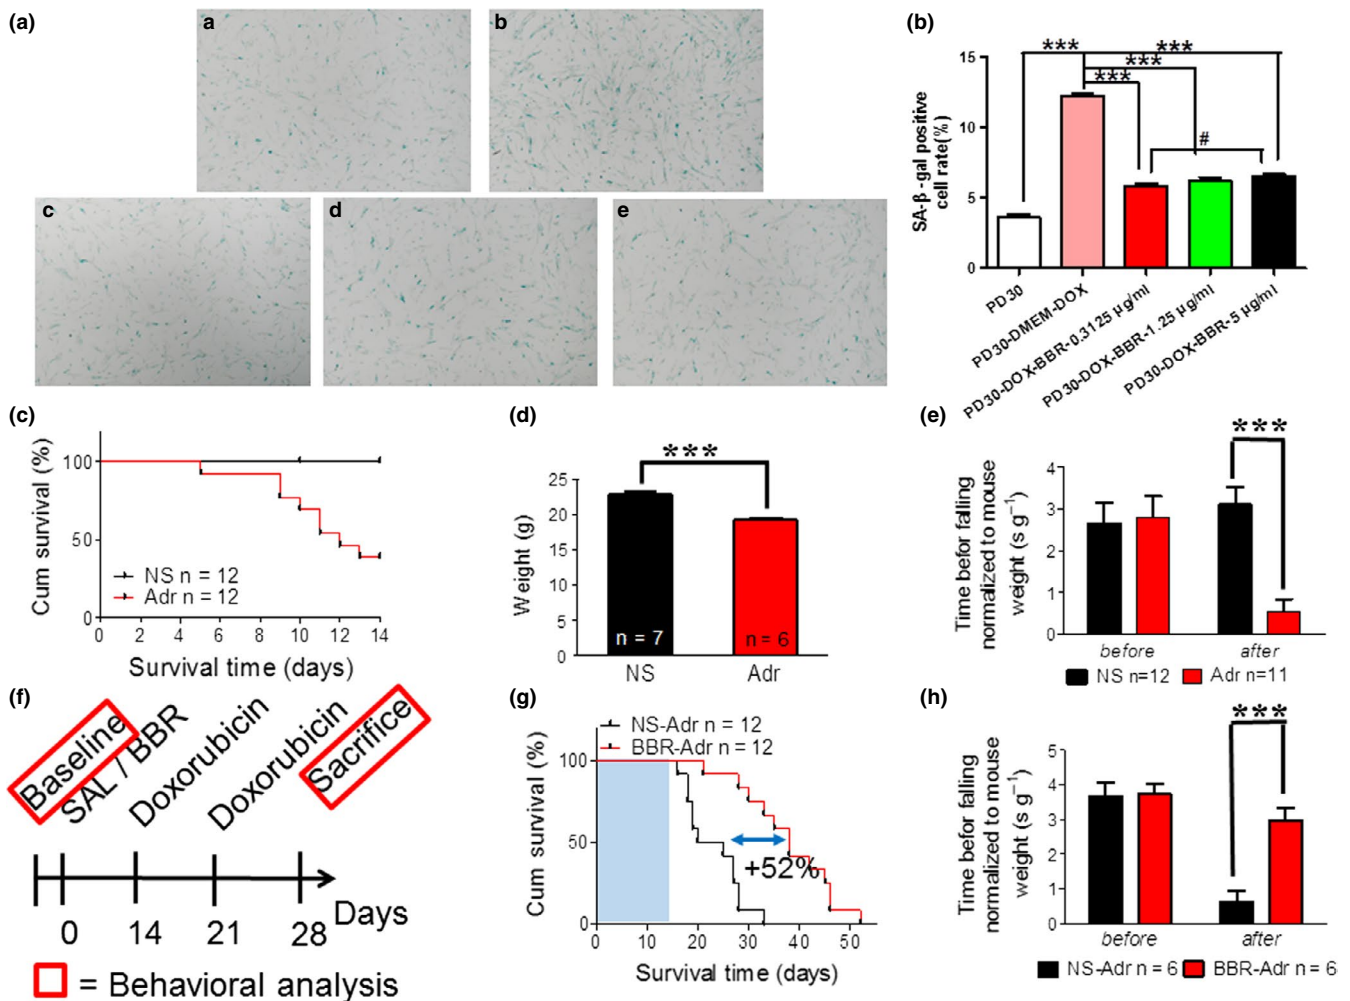 (a)
a
b
c
d
e
(b)
SA-β -gal positive
cell rate(%)
15
10
5
0
***
***
***
***
#
PD30
PD30-DMEM-DOX
PD30-DOX-BBR-0.3125 μg/ml
PD30-DOX-BBR-1.25 μg/ml
PD30-DOX-BBR-5 μg/ml
(c)
Cum survival (%)
100
50
0
NS n = 12
Adr n = 12
0 2 4 6 8 10 12 14
Survival time (days)
(d)
***
Weight (g)
25
20
15
10
5
0
n = 7
n = 6
NS
Adr
(e)
***
Time befor falling
normalized to mouse
weight (s g⁻¹)
4
3
2
1
0
before
after
NS n=12
Adr n=11
(f)
Baseline
SAL / BBR
Doxorubicin
Doxorubicin
Sacrifice
0 14 21 28 Days
= Behavioral analysis
(g)
NS-Adr n = 12
BBR-Adr n = 12
Cum survival (%)
100
50
0
+52%
0 10 20 30 40 50
Survival time (days)
(h)
***
Time befor falling
normalized to mouse
weight (s g⁻¹)
5
4
3
2
1
0
before
after
NS-Adr n = 6
BBR-Adr n = 6